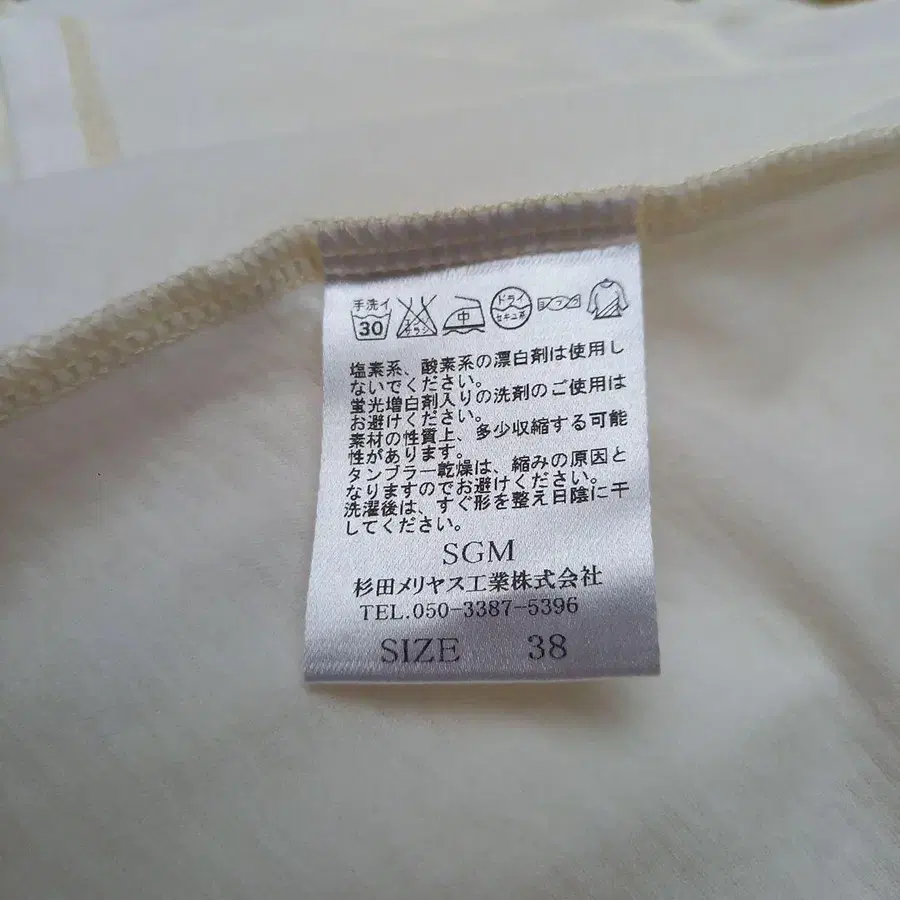 手洗イ
30
エンソ
サラシ
中
ドライ
セキユ系
塩素系、酸素系の漂白剤は使用し
ないでください。
蛍光増白剤入りの洗剤のご使用は
お避けください。
素材の性質上、多少収縮する可能
性があります。
タンブラー乾燥は、縮みの原因と
なりますのでお避けください。
洗濯後は、すぐ形を整え日陰に干
してください。
SGM
杉田メリヤス工業株式会社
TEL.050-3387-5396
SIZE 38